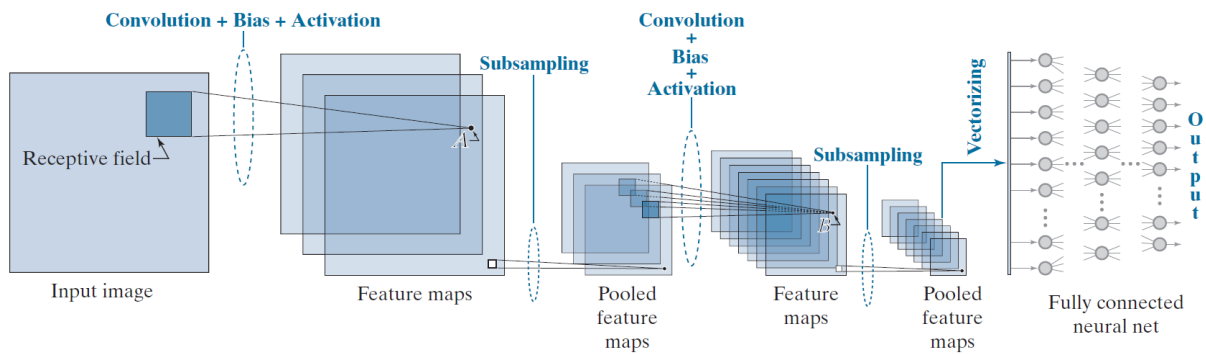 Convolution + Bias + Activation
Receptive field
Input image
A
Feature maps
Subsampling
Pooled
feature
maps
Convolution
+
Bias
+
Activation
B
Feature
maps
Subsampling
Pooled
feature
maps
Vectorizing
Fully connected
neural net
Output